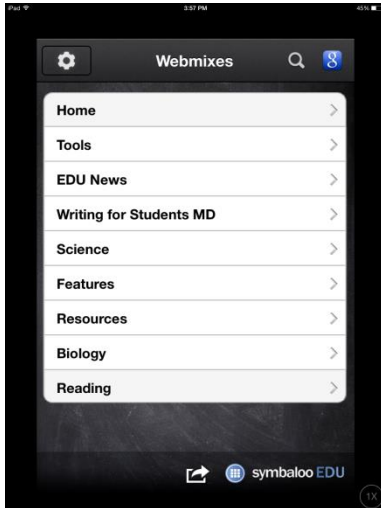 iPad 3:57 PM 45%
Webmixes 8
Home
Tools
EDU News
Writing for Students MD
Science
Features
Resources
Biology
Reading
symbaloo EDU
1X